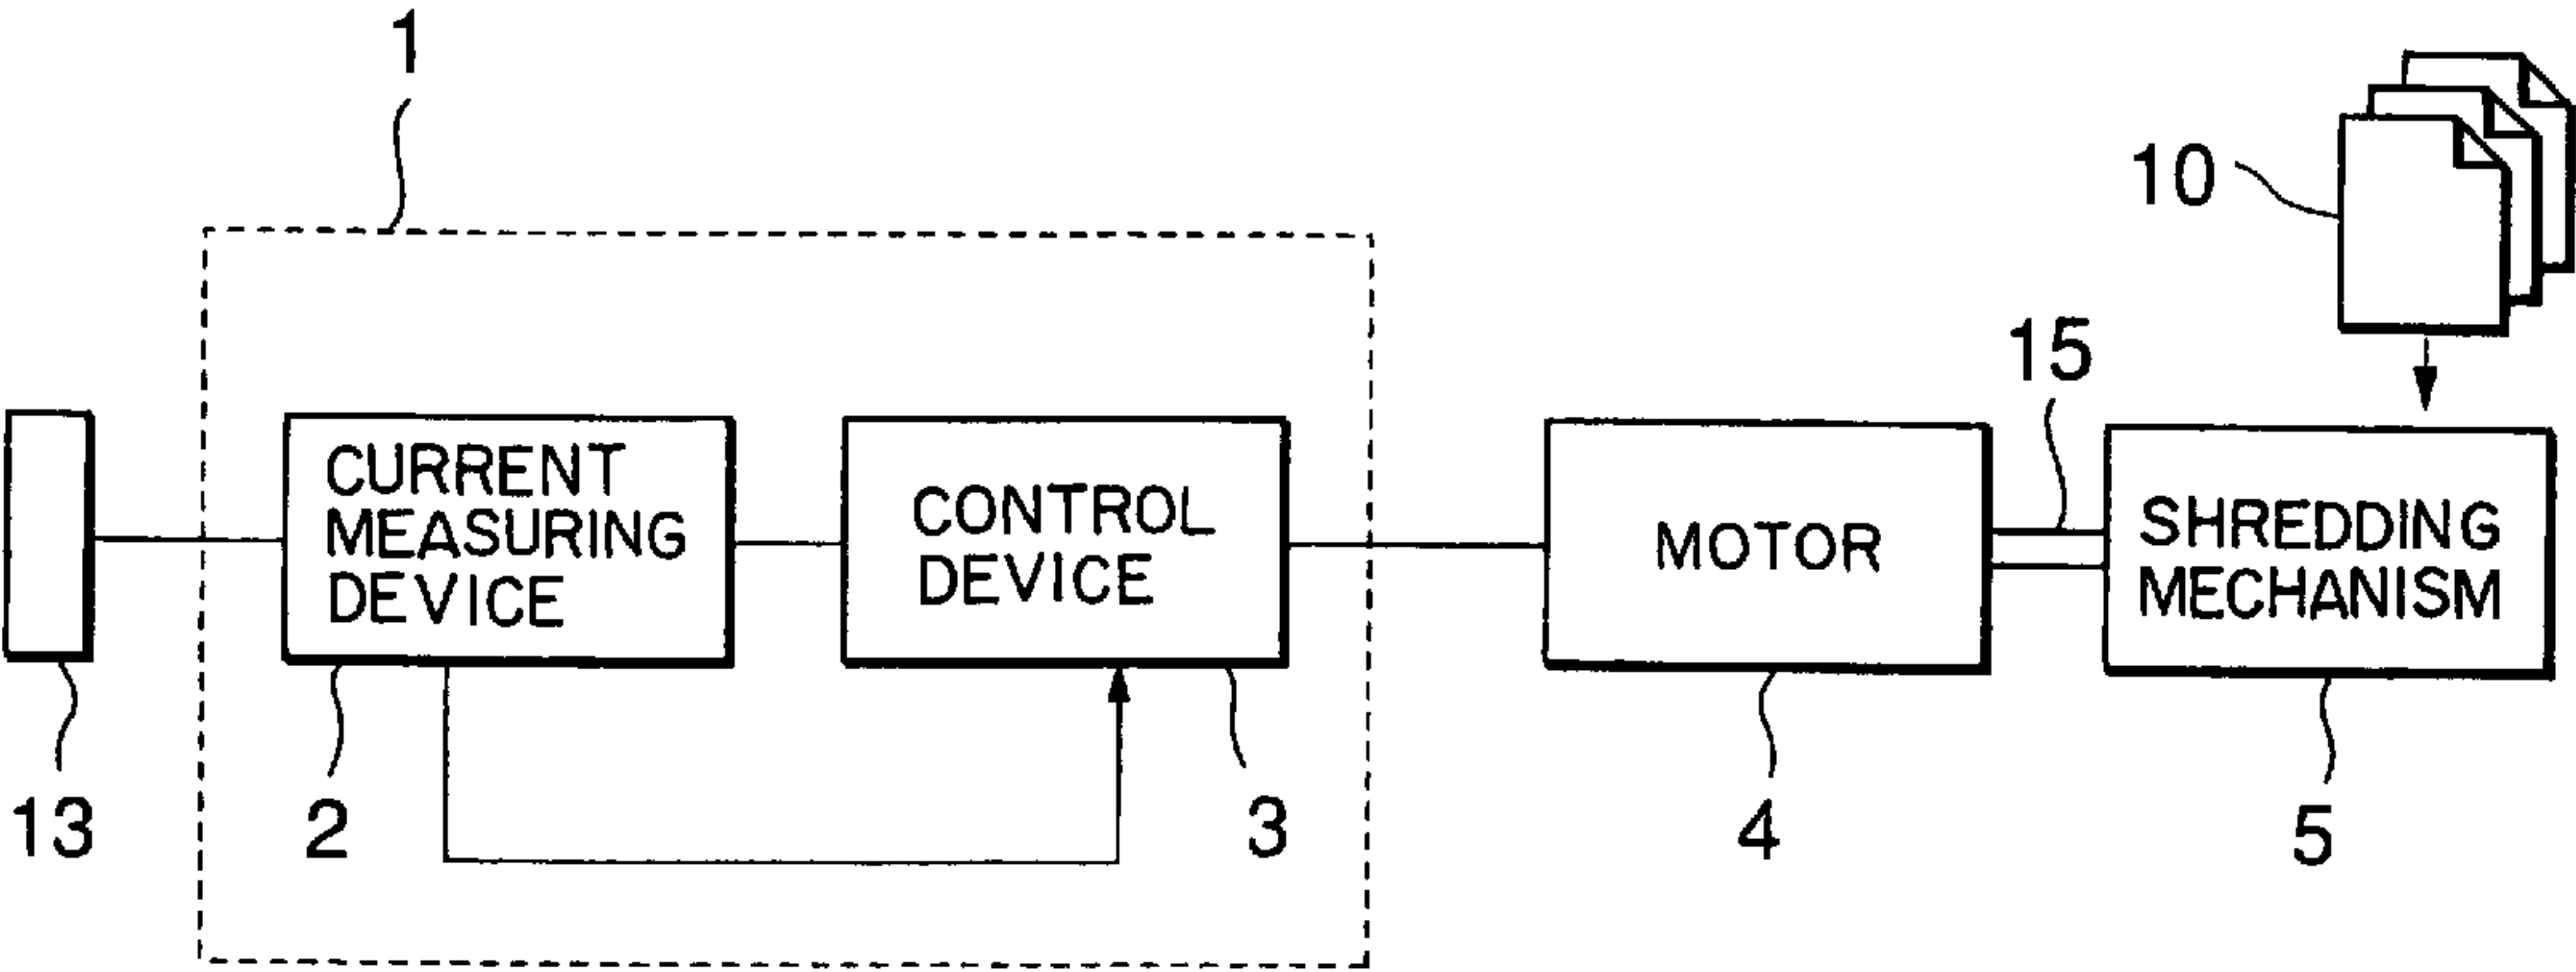 1
10
15
CURRENT
MEASURING
DEVICE
CONTROL
DEVICE
MOTOR
SHREDDING
MECHANISM
13
2
3
4
5